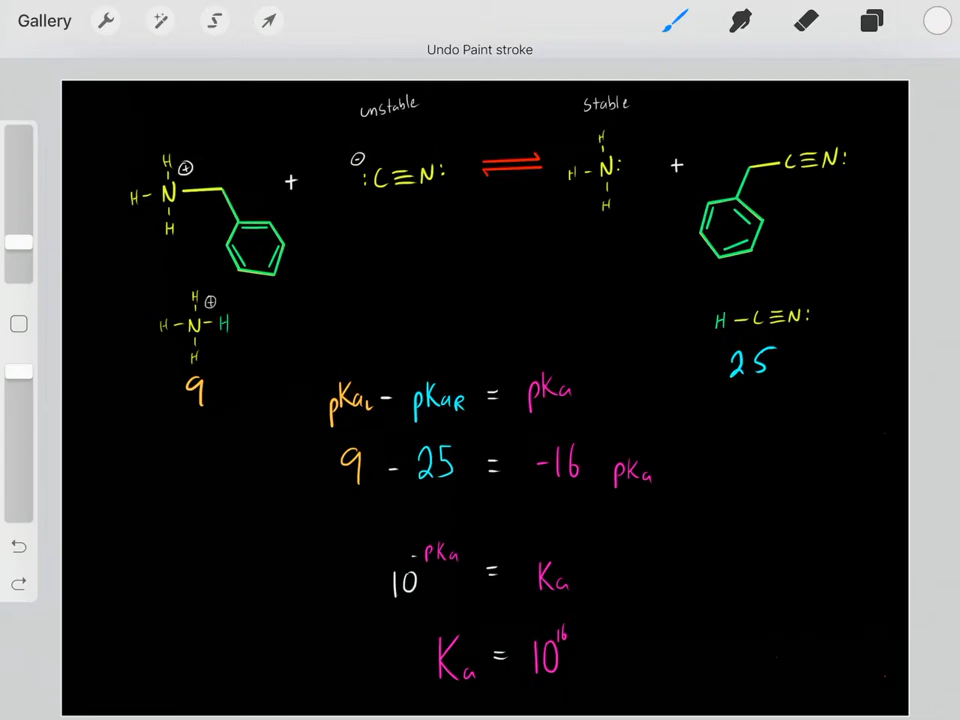 Gallery
Undo Paint stroke
unstable stable
H ⊕
H - N + ⊖ :C≡N: ⇌ H - N: + C≡N:
H H
H ⊕
H - N - H H - C≡N:
H
9 25
pKaL - pKaR = pKa
9 - 25 = -16 pKa
10^-pKa = Ka
Ka = 10^16